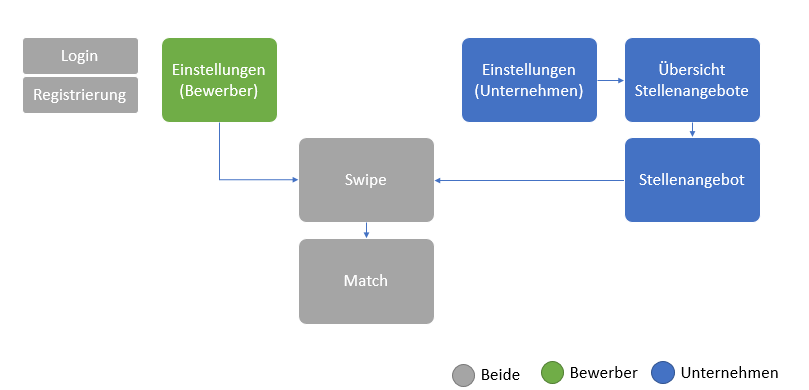 Login
Registrierung
Einstellungen
(Bewerber)
Einstellungen
(Unternehmen)
Übersicht
Stellenangebote
Swipe
Stellenangebot
Match
Beide
Bewerber
Unternehmen